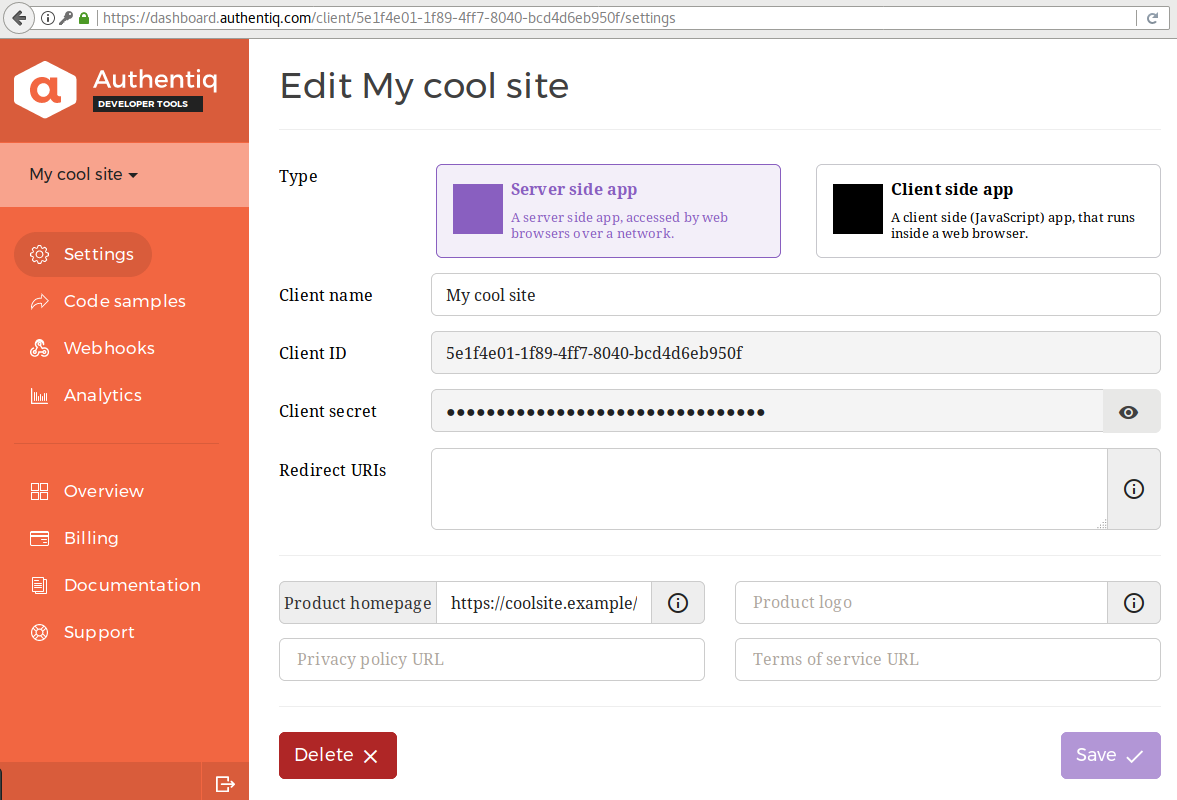 https://dashboard.authentiq.com/client/5e1f4e01-1f89-4ff7-8040-bcd4d6eb950f/settings
a
Authentiq
DEVELOPER TOOLS
My cool site
Settings
Code samples
Webhooks
Analytics
Overview
Billing
Documentation
Support
Edit My cool site
Type
Server side app
A server side app, accessed by web
browsers over a network.
Client side app
A client side (JavaScript) app, that runs
inside a web browser.
Client name
My cool site
Client ID
5e1f4e01-1f89-4ff7-8040-bcd4d6eb950f
Client secret
••••••••••••••••••••••••••••••••
Redirect URIs
Product homepage
https://coolsite.example/
Product logo
Privacy policy URL
Terms of service URL
Delete
Save